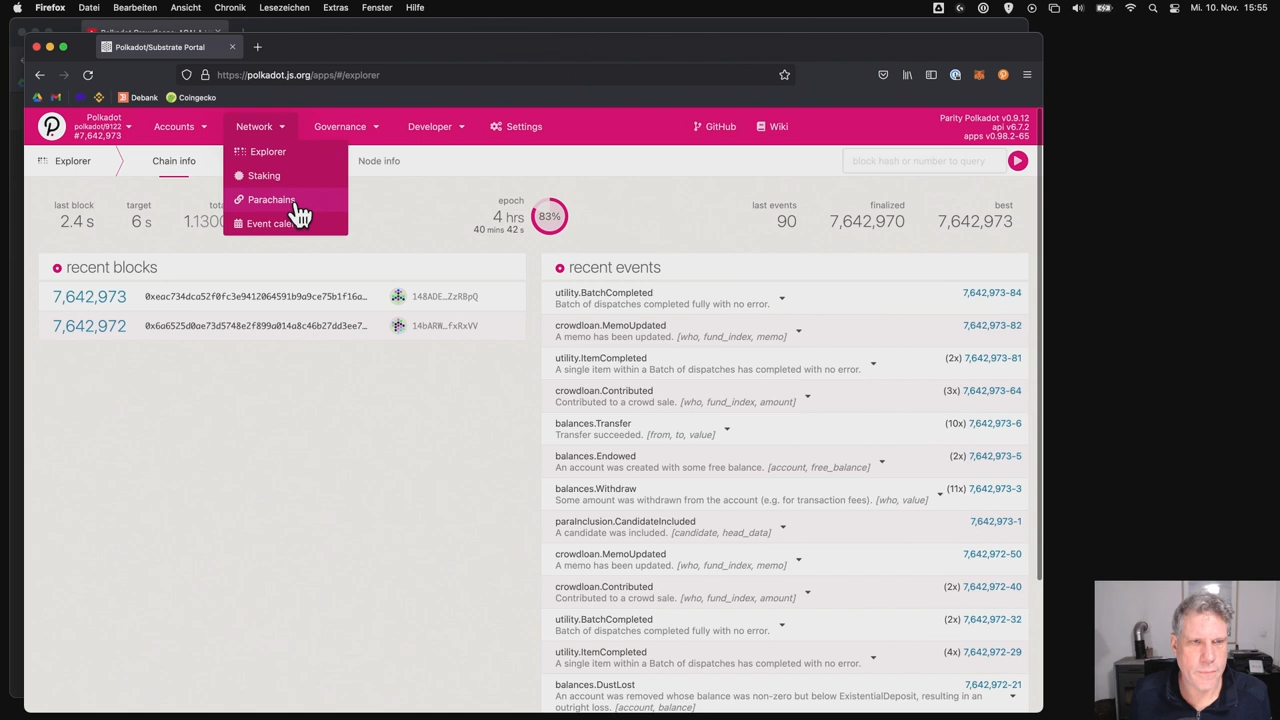 Firefox Datei Bearbeiten Ansicht Chronik Lesezeichen Extras Fenster Hilfe Mi. 10. Nov. 15:55
Polkadot/Substrate Portal
https://polkadot.js.org/apps/#/explorer
Debank Coingecko
Polkadot
polkadot/9122
#7,642,973
Accounts Network Governance Developer Settings GitHub Wiki
Parity Polkadot v0.9.12
api v6.7.2
apps v0.98.2-65
Explorer Chain info Node info block hash or number to query
Explorer
Staking
Parachains
Event cale
last block target epoch last events finalized best
2.4 s 6 s 4 hrs 83% 90 7,642,970 7,642,973
40 mins 42 s
recent blocks
7,642,973 0xeac734dca52f0fc3e9412064591b9a9ce75b1f16a… 148ADE…ZzRBpQ
7,642,972 0x6a6525d0ae73d5748e2f899a014a8c46b27dd3ee7… 14bARW…fxRxVV
recent events
utility.BatchCompleted 7,642,973-84
Batch of dispatches completed fully with no error.
crowdloan.MemoUpdated 7,642,973-82
A memo has been updated. [who, fund_index, memo]
utility.ItemCompleted (2x) 7,642,973-81
A single item within a Batch of dispatches has completed with no error.
crowdloan.Contributed (3x) 7,642,973-64
Contributed to a crowd sale. [who, fund_index, amount]
balances.Transfer (10x) 7,642,973-6
Transfer succeeded. [from, to, value]
balances.Endowed (2x) 7,642,973-5
An account was created with some free balance. [account, free_balance]
balances.Withdraw (11x) 7,642,973-3
Some amount was withdrawn from the account (e.g. for transaction fees). [who, value]
paraInclusion.CandidateIncluded 7,642,973-1
A candidate was included. [candidate, head_data]
crowdloan.MemoUpdated 7,642,972-50
A memo has been updated. [who, fund_index, memo]
crowdloan.Contributed (2x) 7,642,972-40
Contributed to a crowd sale. [who, fund_index, amount]
utility.BatchCompleted (2x) 7,642,972-32
Batch of dispatches completed fully with no error.
utility.ItemCompleted (4x) 7,642,972-29
A single item within a Batch of dispatches has completed with no error.
balances.DustLost 7,642,972-21
An account was removed whose balance was non-zero but below ExistentialDeposit, resulting in an
outright loss. [account, balance]